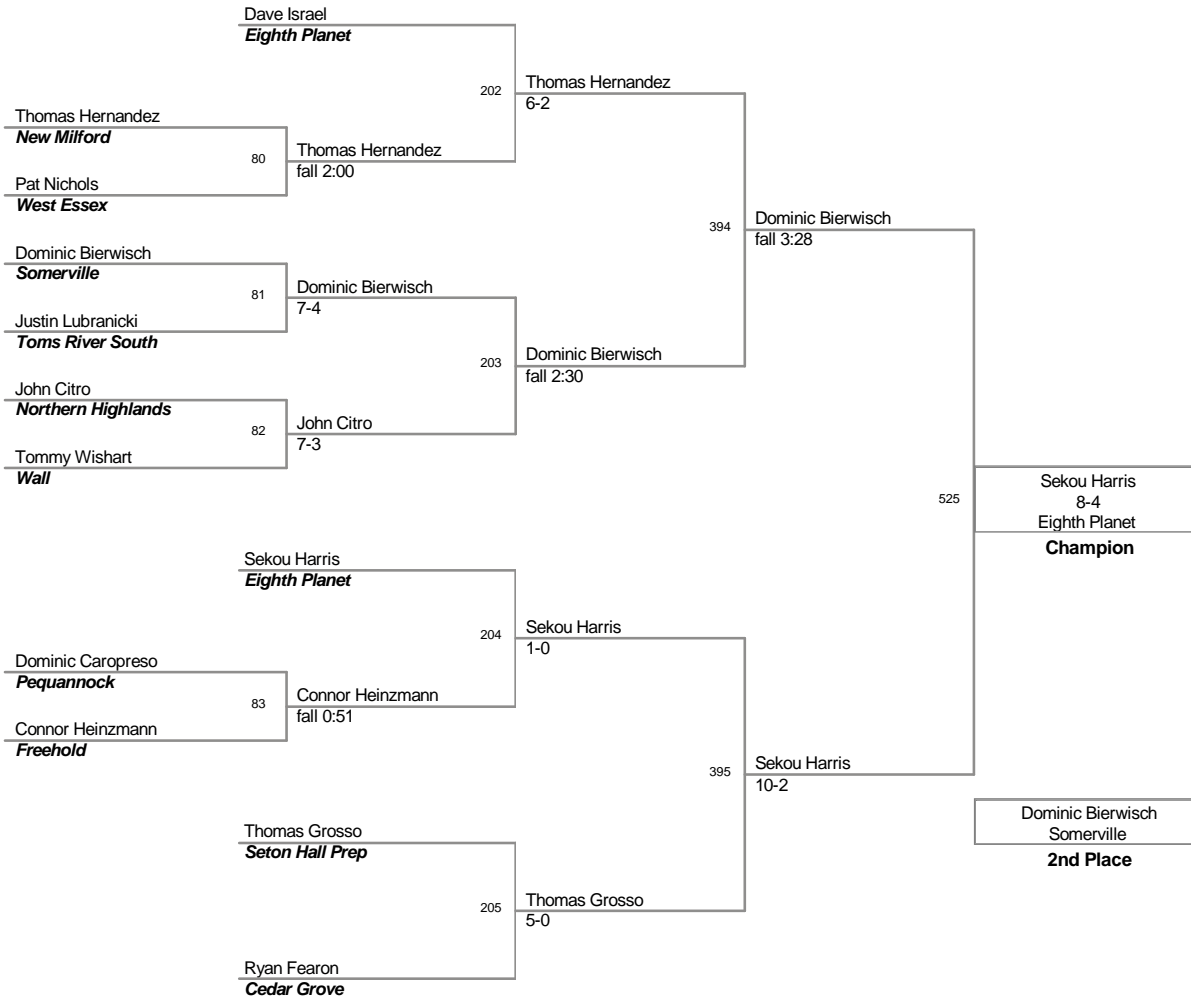 Dave Israel
Eighth Planet
202
Thomas Hernandez
6-2
Thomas Hernandez
New Milford
80
Thomas Hernandez
fall 2:00
Pat Nichols
West Essex
394
Dominic Bierwisch
fall 3:28
Dominic Bierwisch
Somerville
81
Dominic Bierwisch
7-4
Justin Lubranicki
Toms River South
203
Dominic Bierwisch
fall 2:30
John Citro
Northern Highlands
82
John Citro
7-3
Tommy Wishart
Wall
525
Sekou Harris
8-4
Eighth Planet
Champion
Sekou Harris
Eighth Planet
204
Sekou Harris
1-0
Dominic Caropreso
Pequannock
83
Connor Heinzmann
fall 0:51
Connor Heinzmann
Freehold
395
Sekou Harris
10-2
Dominic Bierwisch
Somerville
2nd Place
Thomas Grosso
Seton Hall Prep
205
Thomas Grosso
5-0
Ryan Fearon
Cedar Grove